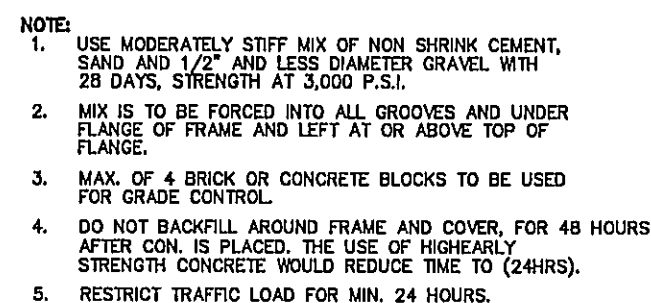 NOTE:
1. USE MODERATELY STIFF MIX OF NON SHRINK CEMENT,
SAND AND 1/2" AND LESS DIAMETER GRAVEL WITH
28 DAYS, STRENGTH AT 3,000 P.S.I.
2. MIX IS TO BE FORCED INTO ALL GROOVES AND UNDER
FLANGE OF FRAME AND LEFT AT OR ABOVE TOP OF
FLANGE.
3. MAX. OF 4 BRICK OR CONCRETE BLOCKS TO BE USED
FOR GRADE CONTROL.
4. DO NOT BACKFILL AROUND FRAME AND COVER, FOR 48 HOURS
AFTER CON. IS PLACED. THE USE OF HIGHEARLY
STRENGTH CONCRETE WOULD REDUCE TIME TO (24HRS).
5. RESTRICT TRAFFIC LOAD FOR MIN. 24 HOURS.